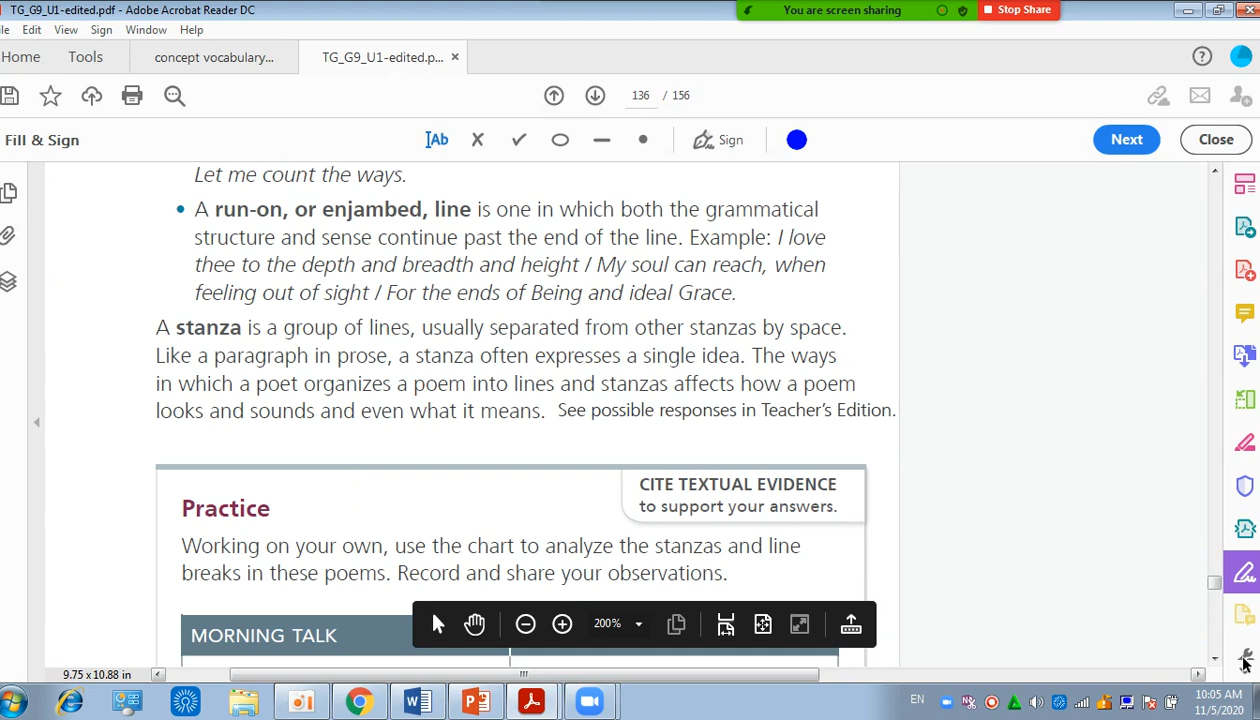 TG_G9_U1-edited.pdf - Adobe Acrobat Reader DC
You are screen sharing
Stop Share
Edit View Sign Window Help
Home Tools concept vocabulary... TG_G9_U1-edited.p... ×
136 / 156
Fill & Sign
Ab
Sign
Next
Close
Let me count the ways.
• A run-on, or enjambed, line is one in which both the grammatical
structure and sense continue past the end of the line. Example: I love
thee to the depth and breadth and height / My soul can reach, when
feeling out of sight / For the ends of Being and ideal Grace.
A stanza is a group of lines, usually separated from other stanzas by space.
Like a paragraph in prose, a stanza often expresses a single idea. The ways
in which a poet organizes a poem into lines and stanzas affects how a poem
looks and sounds and even what it means. See possible responses in Teacher's Edition.
CITE TEXTUAL EVIDENCE
to support your answers.
Practice
Working on your own, use the chart to analyze the stanzas and line
breaks in these poems. Record and share your observations.
MORNING TALK
200%
9.75 x 10.88 in
EN
10:05 AM
11/5/2020